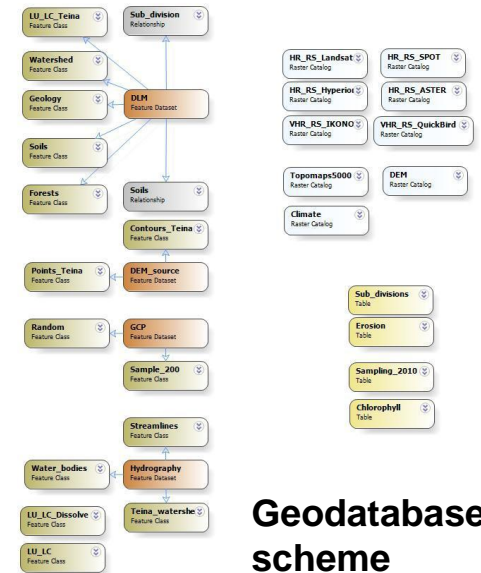 LU_LC_Teina
Feature Class
Sub_division
Relationship
Watershed
Feature Class
Geology
Feature Class
DLM
Feature Dataset
Soils
Feature Class
Forests
Feature Class
Soils
Relationship
Contours_Teina
Feature Class
Points_Teina
Feature Class
DEM_source
Feature Dataset
Random
Feature Class
GCP
Feature Dataset
Sample_200
Feature Class
Streamlines
Feature Class
Water_bodies
Feature Class
Hydrography
Feature Dataset
LU_LC_Dissolve
Feature Class
Teina_watershe
Feature Class
LU_LC
Feature Class
HR_RS_Landsat
Raster Catalog
HR_RS_SPOT
Raster Catalog
HR_RS_Hyperion
Raster Catalog
HR_RS_ASTER
Raster Catalog
VHR_RS_IKONO
Raster Catalog
VHR_RS_QuickBird
Raster Catalog
Topomaps5000
Raster Catalog
DEM
Raster Catalog
Climate
Raster Catalog
Sub_divisions
Table
Erosion
Table
Sampling_2010
Table
Chlorophyll
Table
Geodatabase
scheme